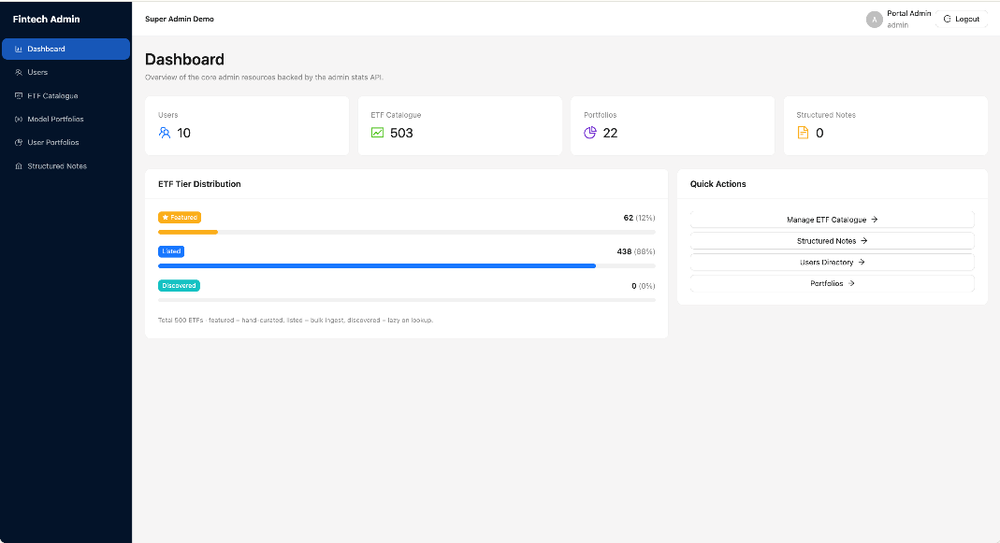 Fintech Admin
Dashboard
Users
ETF Catalogue
Model Portfolios
User Portfolios
Structured Notes
Super Admin Demo
A
Portal Admin
admin
Logout
Dashboard
Overview of the core admin resources backed by the admin stats API.
Users
10
ETF Catalogue
503
Portfolios
22
Structured Notes
0
ETF Tier Distribution
Featured
62 (12%)
Listed
438 (88%)
Discovered
0 (0%)
Total 500 ETFs · featured = hand-curated, listed = bulk ingest, discovered = lazy on lookup.
Quick Actions
Manage ETF Catalogue →
Structured Notes →
Users Directory →
Portfolios →